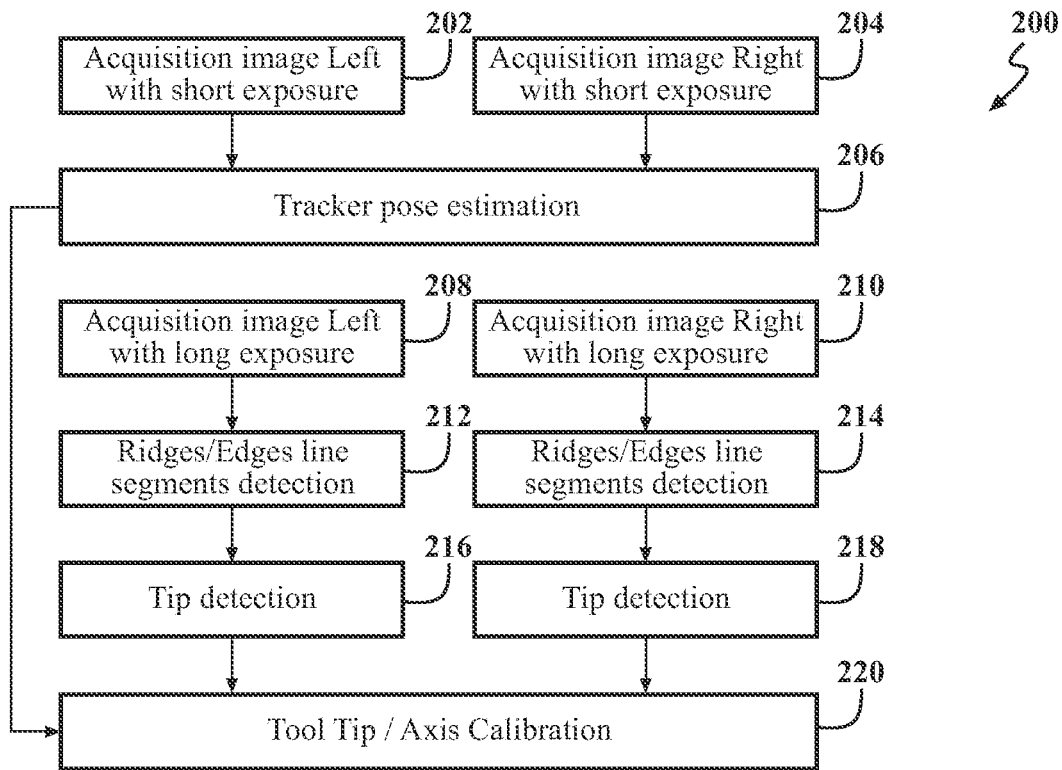 202
204
200
Acquisition image Left
with short exposure
Acquisition image Right
with short exposure
206
Tracker pose estimation
208
210
Acquisition image Left
with long exposure
Acquisition image Right
with long exposure
212
214
Ridges/Edges line
segments detection
Ridges/Edges line
segments detection
216
218
Tip detection
Tip detection
220
Tool Tip / Axis Calibration